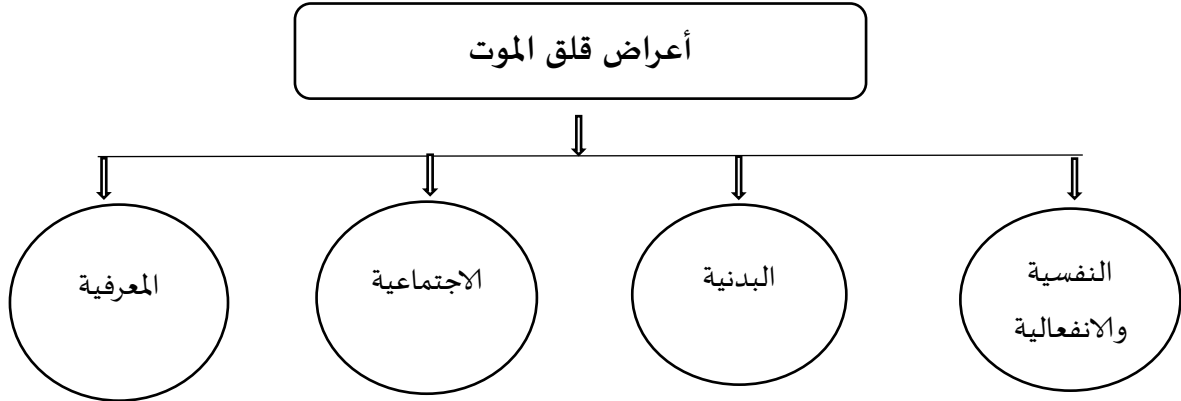 أعراض قلق الموت
النفسية
والانفعالية
البدنية
الاجتماعية
المعرفية